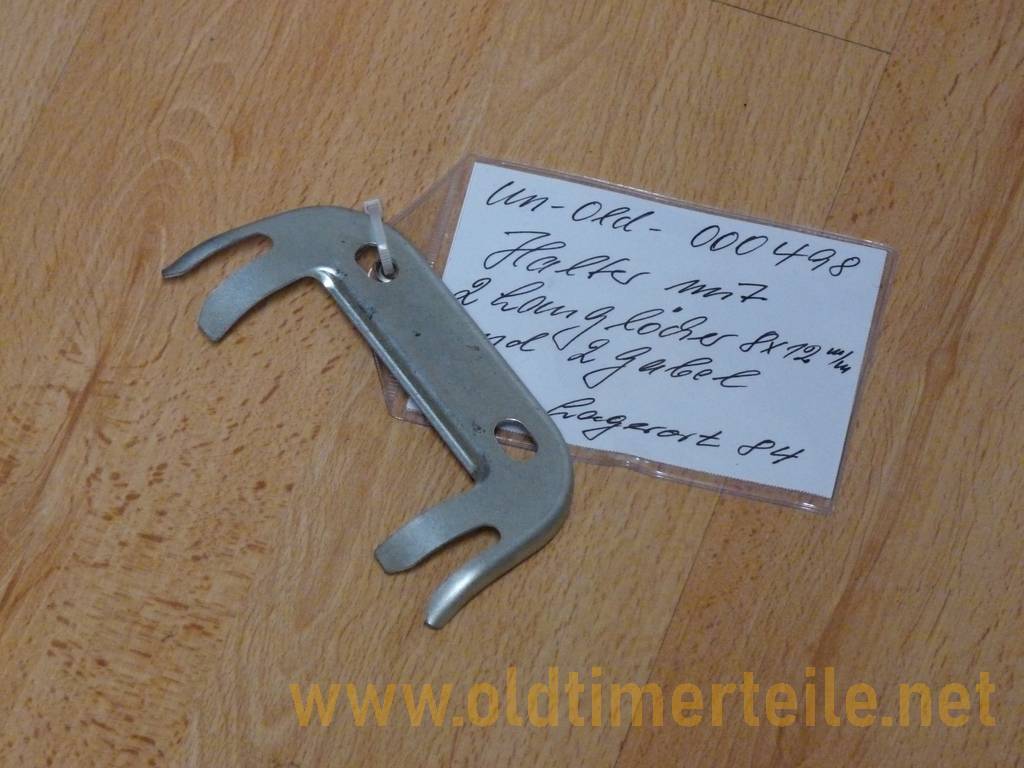 Un-Old- 000498
Halter mit
2 Langlöcher 8x12 m/m
und 2 Gabel
Lagerort 84
www.oldtimerteile.net